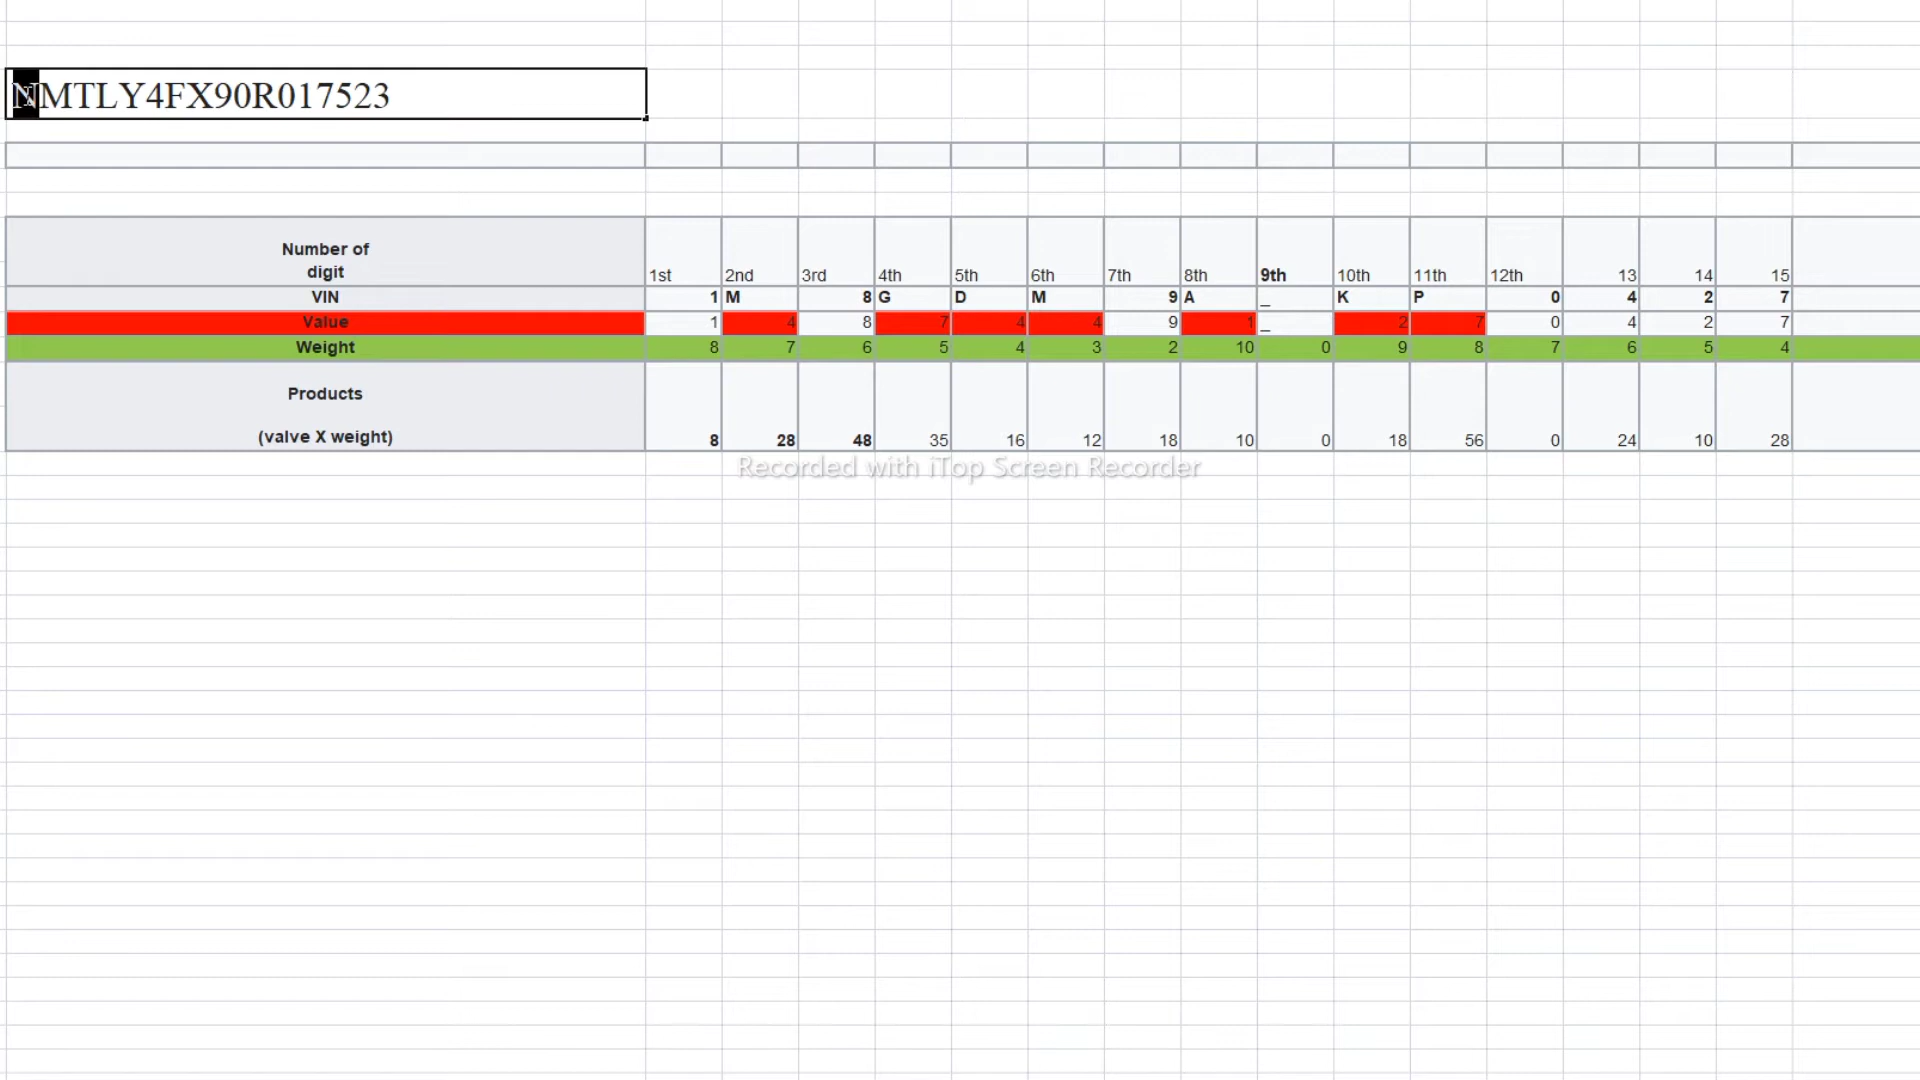 NMTLY4FX90R017523
Number of
digit 1st 2nd 3rd 4th 5th 6th 7th 8th 9th 10th 11th 12th 13 14 15
VIN 1 M 8 G D M 9 A _ K P 0 4 2 7
Value 1 4 8 7 4 4 9 1 _ 2 7 0 4 2 7
Weight 8 7 6 5 4 3 2 10 0 9 8 7 6 5 4
Products
(valve X weight) 8 28 48 35 16 12 18 10 0 18 56 0 24 10 28
Recorded with iTop Screen Recorder